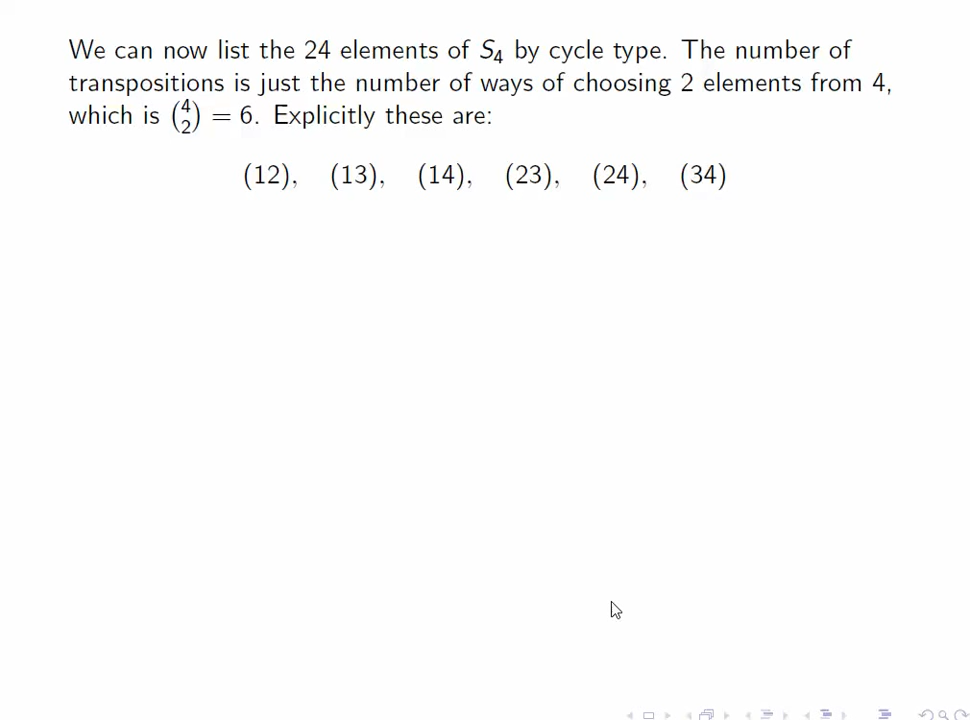 We can now list the 24 elements of S₄ by cycle type. The number of
transpositions is just the number of ways of choosing 2 elements from 4,
which is (4 2) = 6. Explicitly these are:
(12), (13), (14), (23), (24), (34)